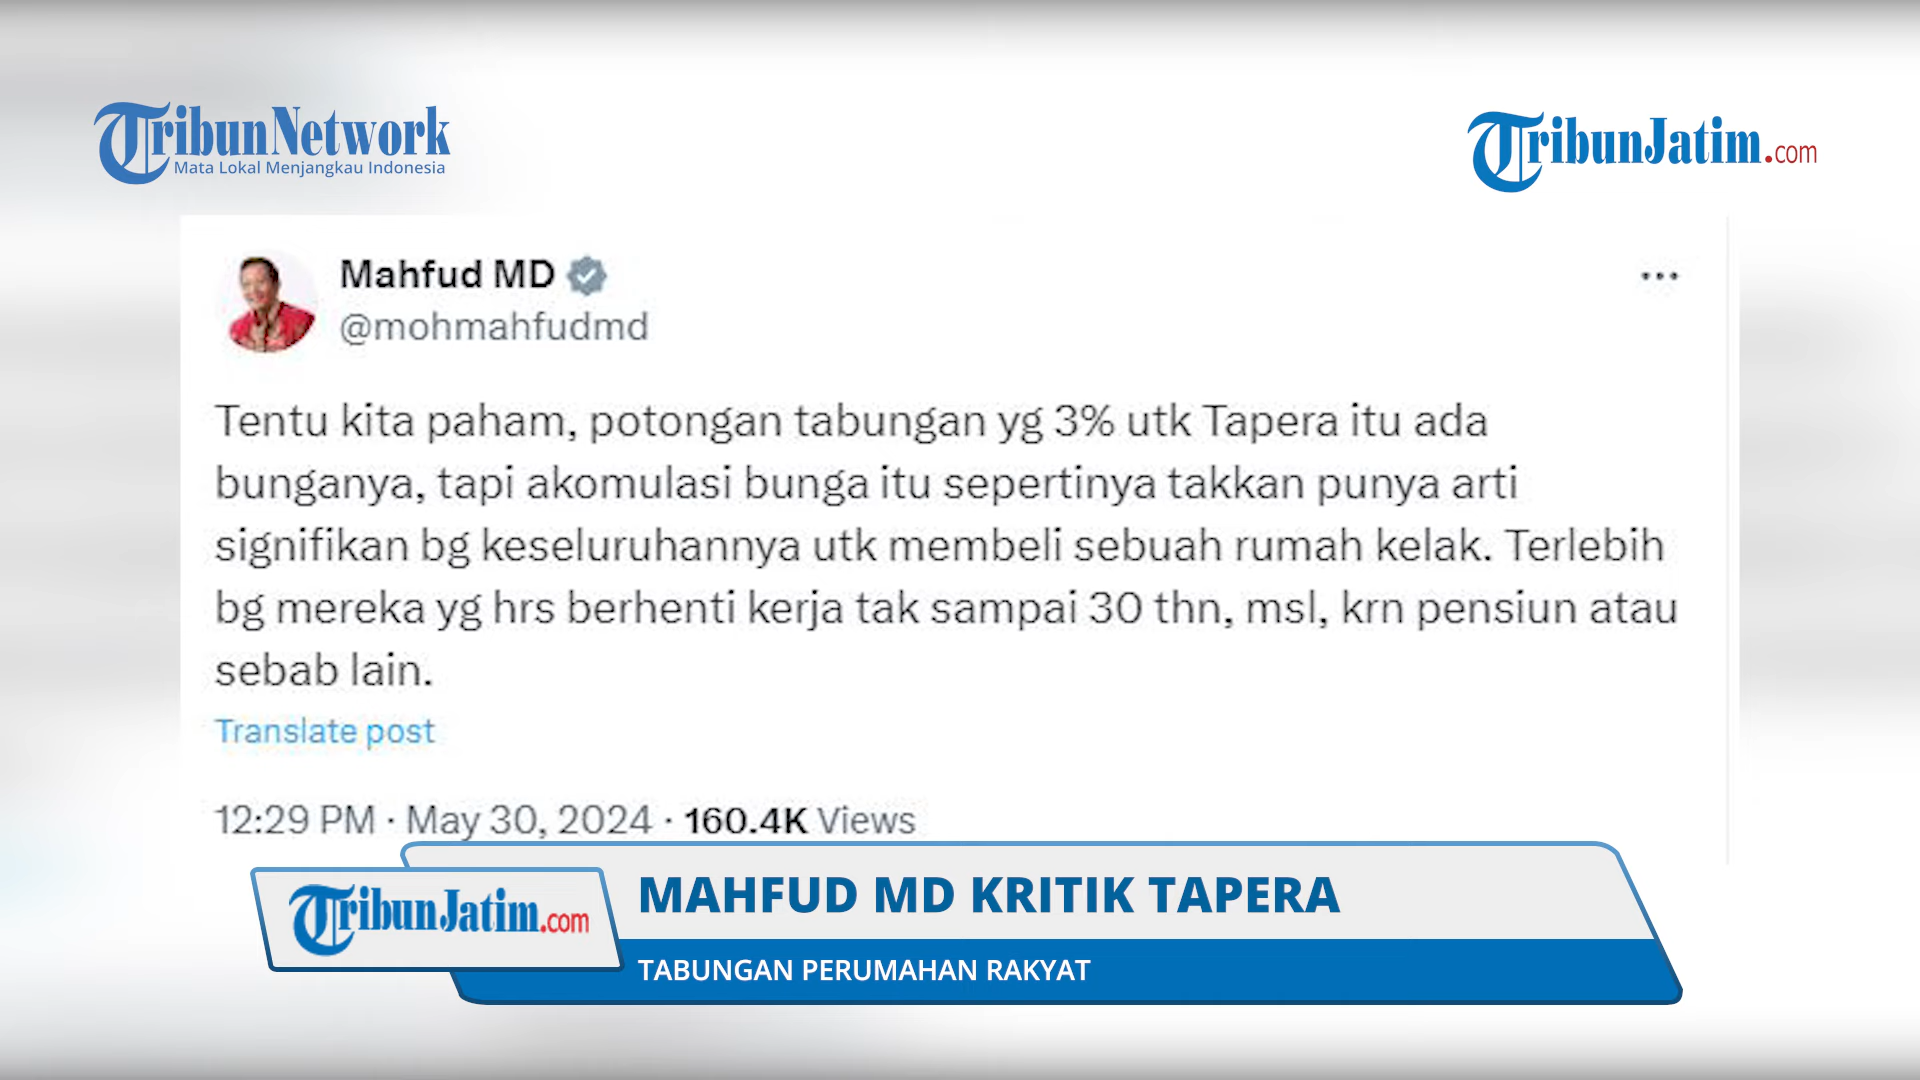 TribunNetwork
Mata Lokal Menjangkau Indonesia
TribunJatim.com
Mahfud MD
@mohmahfudmd
Tentu kita paham, potongan tabungan yg 3% utk Tapera itu ada
bunganya, tapi akomulasi bunga itu sepertinya takkan punya arti
signifikan bg keseluruhannya utk membeli sebuah rumah kelak. Terlebih
bg mereka yg hrs berhenti kerja tak sampai 30 thn, msl, krn pensiun atau
sebab lain.
Translate post
12:29 PM · May 30, 2024 · 160.4K Views
TribunJatim.com
MAHFUD MD KRITIK TAPERA
TABUNGAN PERUMAHAN RAKYAT